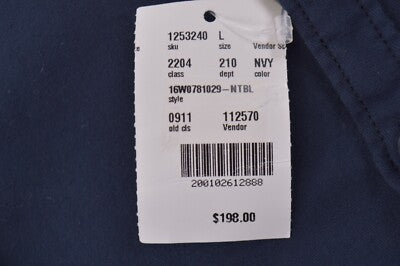 1253240 L
sku size Vendor
2204 210 NVY
class dept color
16W0781029-NTBL
style
0911 112570
old cls Vendor
200102612888
$198.00